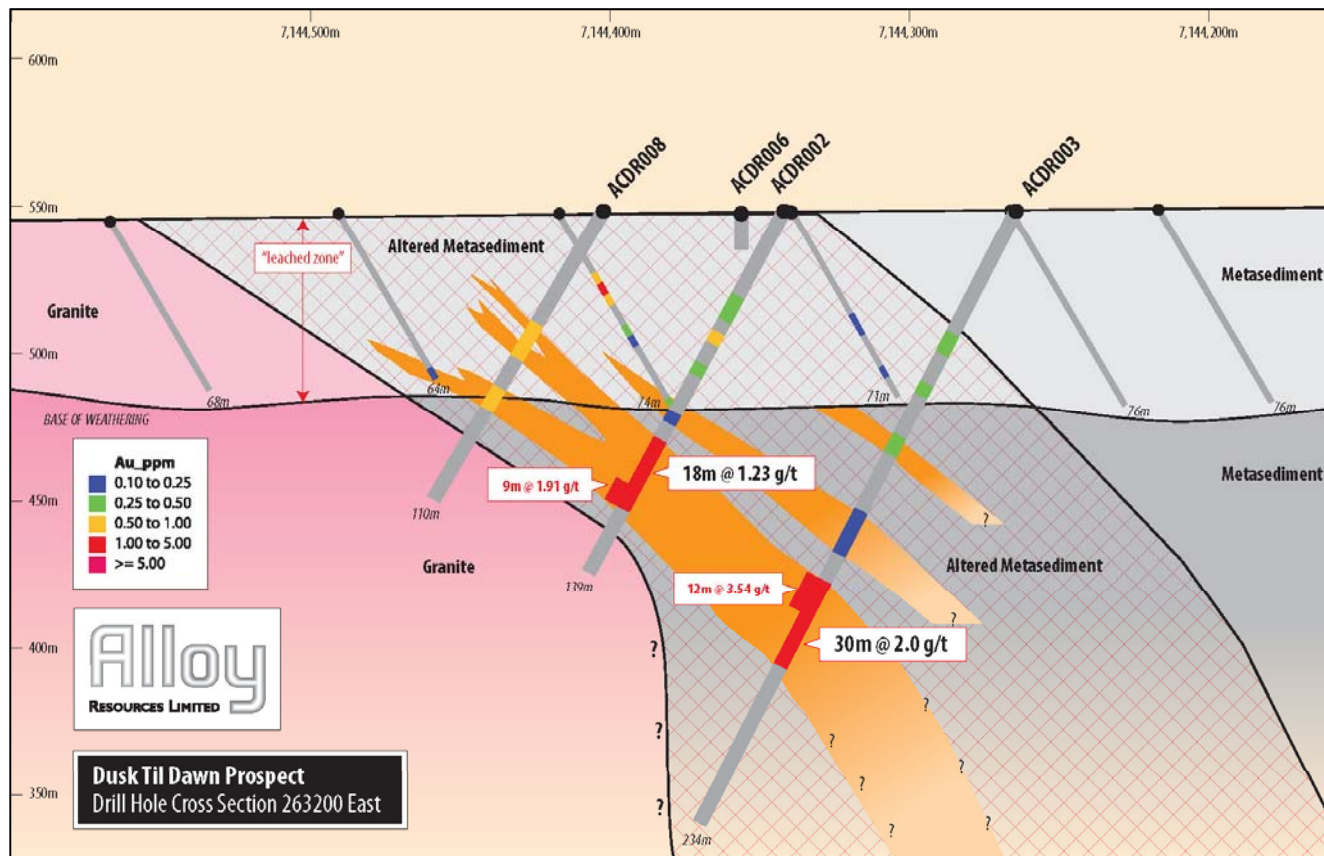 7,144,500m
7,144,400m
7,144,300m
7,144,200m
600m
550m
500m
450m
400m
350m
ACDR008
ACDR006
ACDR002
ACDR003
"leached zone"
Altered Metasediment
Metasediment
Granite
68m
64m
74m
71m
76m
76m
BASE OF WEATHERING
Metasediment
Au_ppm
0.10 to 0.25
0.25 to 0.50
0.50 to 1.00
1.00 to 5.00
>= 5.00
9m @ 1.91 g/t
18m @ 1.23 g/t
110m
139m
Granite
?
Altered Metasediment
12m @ 3.54 g/t
30m @ 2.0 g/t
?
?
?
?
?
?
?
?
?
?
234m
Alloy
RESOURCES LIMITED
Dusk Til Dawn Prospect
Drill Hole Cross Section 263200 East